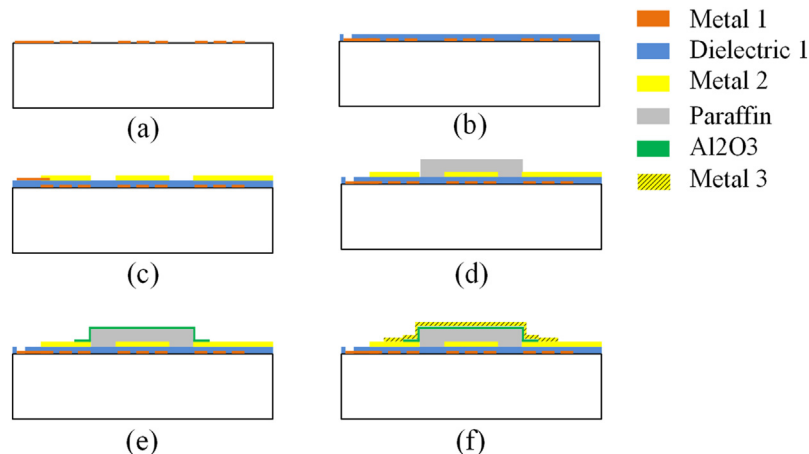 Metal 1
Dielectric 1
Metal 2
Paraffin
Al2O3
Metal 3
(a)
(b)
(c)
(d)
(e)
(f)